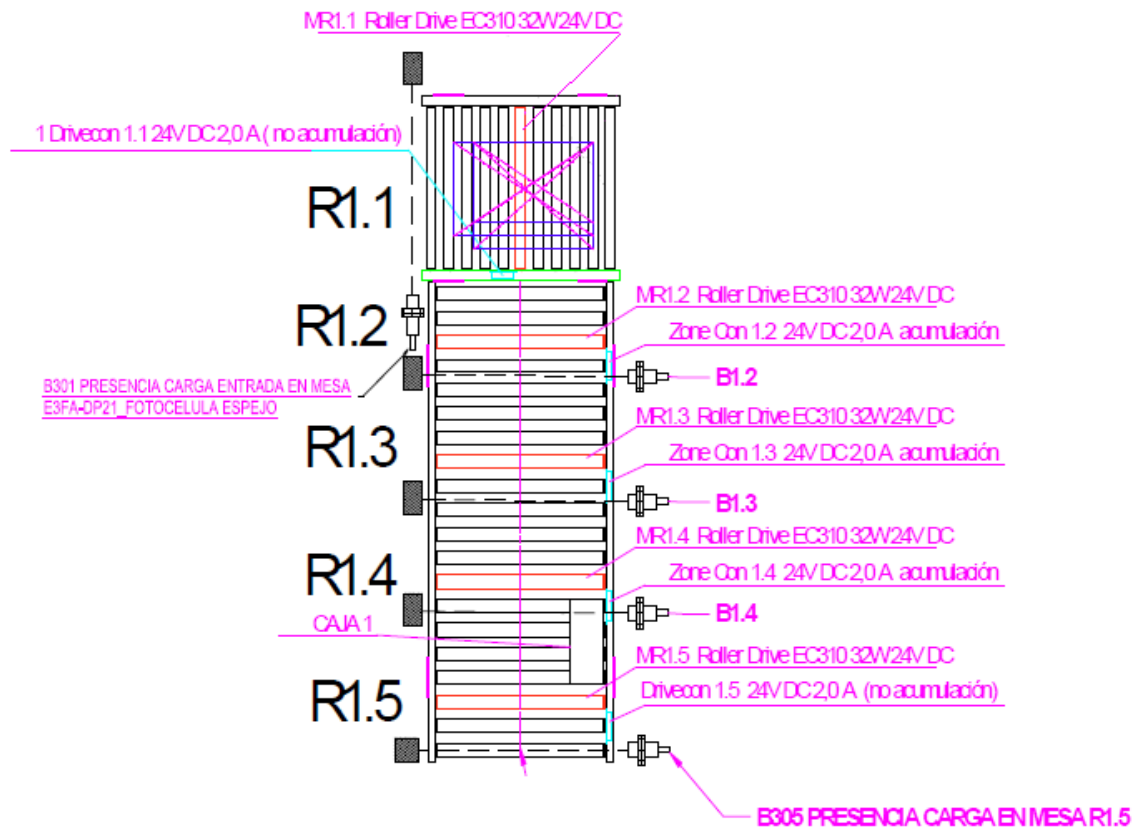 MR1.1 Roller Drive EC310 32W 24V DC
1 Drivecon 1.1 24V DC 2,0 A ( no acumulación)
R1.1
MR1.2 Roller Drive EC310 32W 24V DC
R1.2
Zone Con 1.2 24V DC 2,0 A acumulación
B1.2
B301 PRESENCIA CARGA ENTRADA EN MESA
E3FA-DP21_FOTOCELULA ESPEJO
MR1.3 Roller Drive EC310 32W 24V DC
R1.3
Zone Con 1.3 24V DC 2,0 A acumulación
B1.3
MR1.4 Roller Drive EC310 32W 24V DC
R1.4
Zone Con 1.4 24V DC 2,0 A acumulación
B1.4
CAJA 1
MR1.5 Roller Drive EC310 32W 24V DC
R1.5
Drivecon 1.5 24V DC 2,0 A (no acumulación)
B305 PRESENCIA CARGA EN MESA R1.5